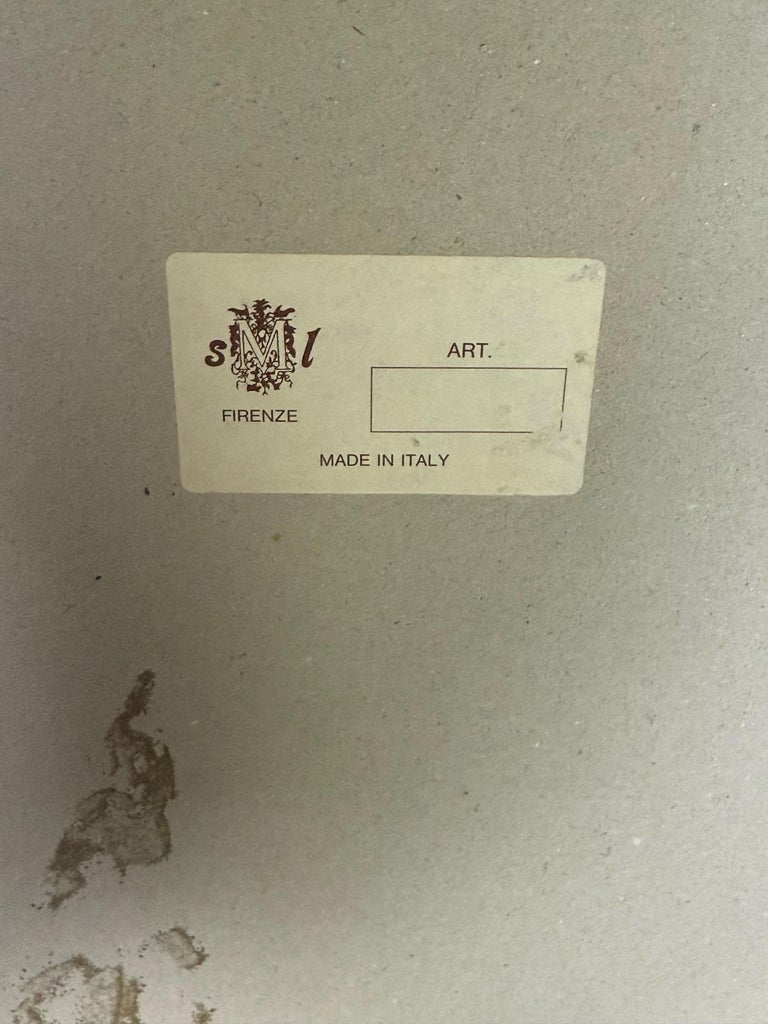 sMl
FIRENZE
ART.
MADE IN ITALY